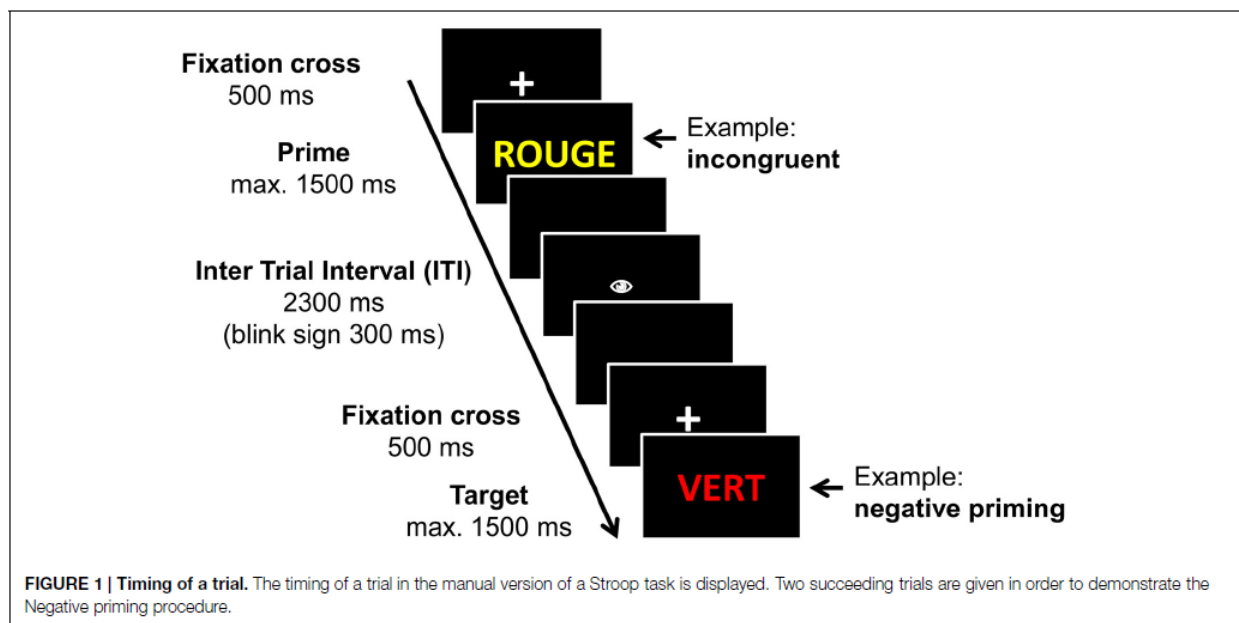 Fixation cross
500 ms
Prime
max. 1500 ms
ROUGE
Example:
incongruent
Inter Trial Interval (ITI)
2300 ms
(blink sign 300 ms)
Fixation cross
500 ms
Target
max. 1500 ms
VERT
Example:
negative priming
FIGURE 1 | Timing of a trial. The timing of a trial in the manual version of a Stroop task is displayed. Two succeeding trials are given in order to demonstrate the
Negative priming procedure.